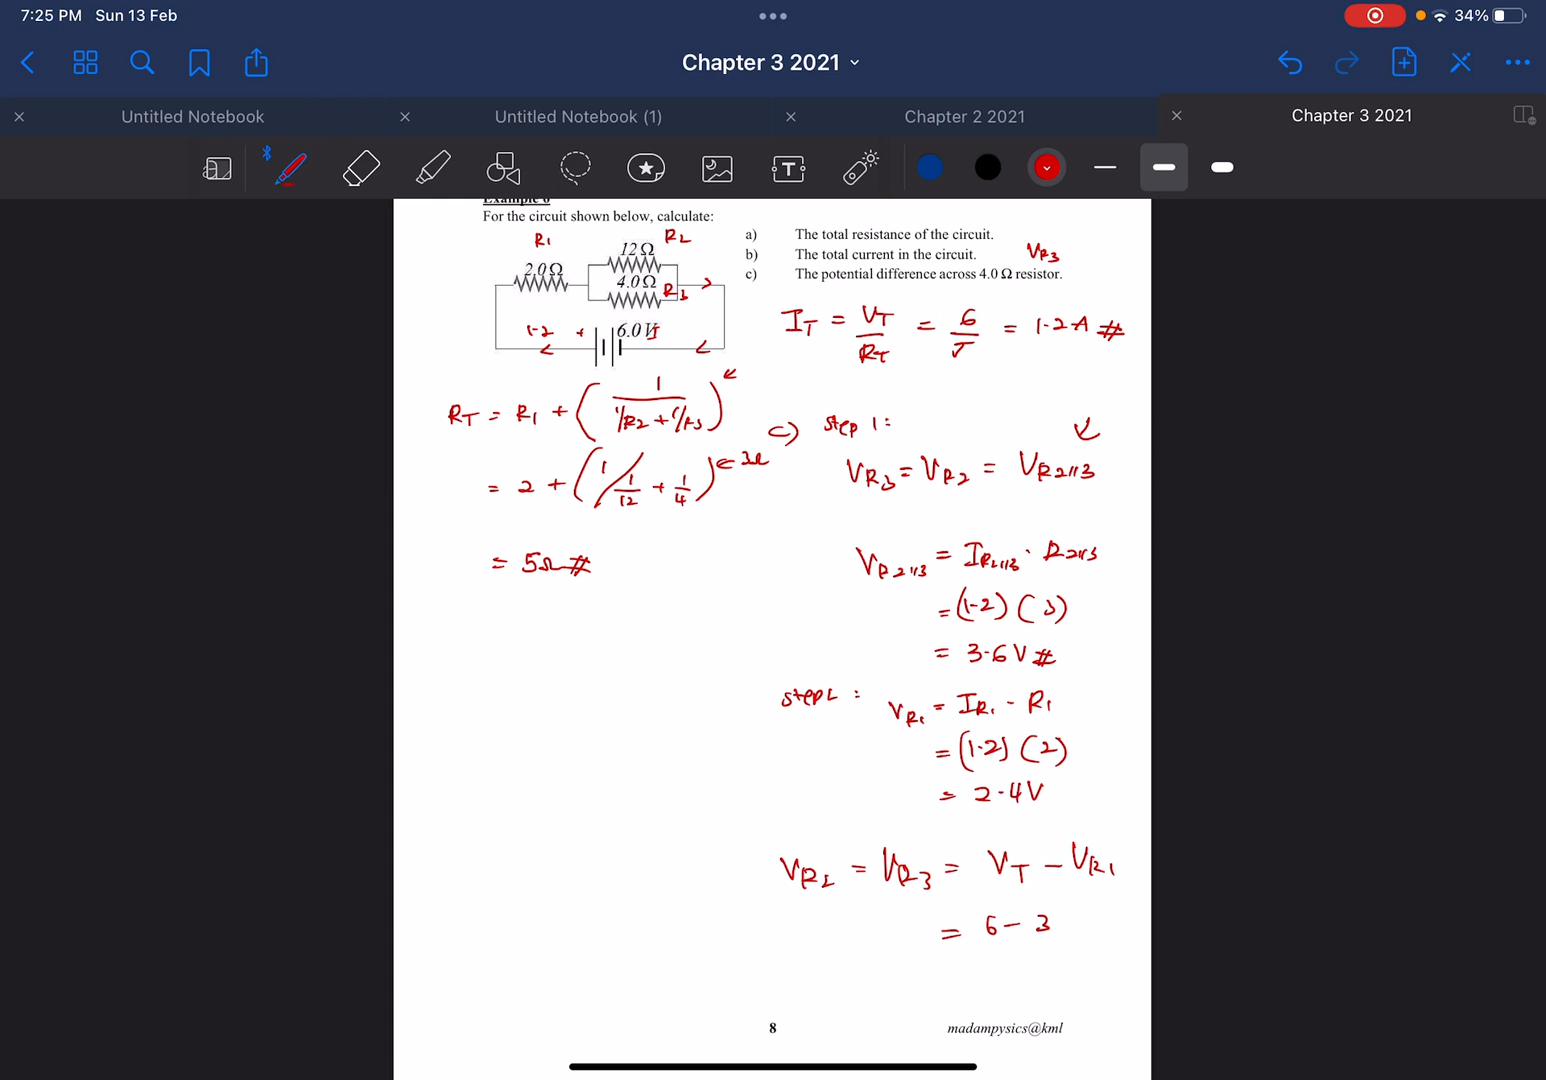 7:25 PM Sun 13 Feb
34%
Chapter 3 2021
Untitled Notebook
Untitled Notebook (1)
Chapter 2 2021
Chapter 3 2021
T
Example 6
For the circuit shown below, calculate:
a) The total resistance of the circuit.
b) The total current in the circuit.
c) The potential difference across 4.0 Ω resistor.
VR3
R1
R2
12 Ω
2.0 Ω
4.0 Ω
R3
1.2 + 6.0 V I
IT = VT/RT = 6/5 = 1.2 A #
RT = R1 + (1/(1/R2 + 1/R3))
= 2 + (1/(1/12 + 1/4)) ← 3Ω
= 5Ω #
c) Step 1:
VR3 = VR2 = VR2//3
VR2//3 = IR2//3 . R2//3
= (1.2) (3)
= 3.6 V #
step 2 :
VR1 = IR1 - R1
= (1.2) (2)
= 2.4 V
VR2 = VR3 = VT - VR1
= 6 - 3
8
madampysics@kml